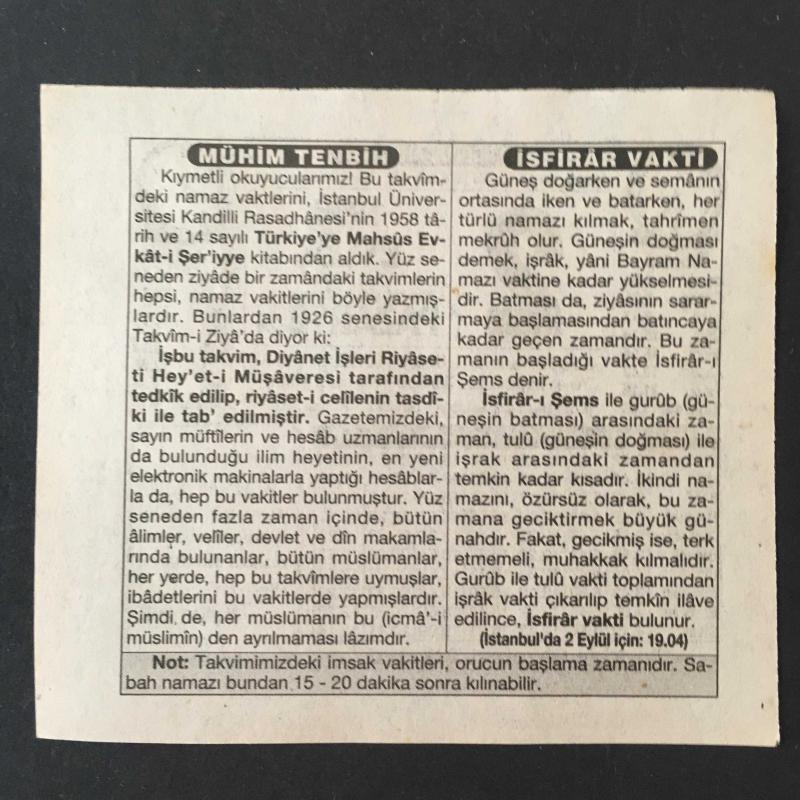 MÜHİM TENBİH
Kıymetli okuyucularımız! Bu takvîm-
deki namaz vakitlerini, İstanbul Üniver-
sitesi Kandilli Rasadhânesi'nin 1958 tâ-
rih ve 14 sayılı Türkiye'ye Mahsûs Ev-
kât-i Şer'iyye kitabından aldık. Yüz se-
neden ziyâde bir zamândaki takvimlerin
hepsi, namaz vakitlerini böyle yazmış-
lardır. Bunlardan 1926 senesindeki
Takvîm-i Ziyâ'da diyor ki:
İşbu takvim, Diyânet İşleri Riyâse-
ti Hey'et-i Müşâveresi tarafından
tedkîk edilip, riyâset-i celîlenin tasdî-
ki ile tab' edilmiştir. Gazetemizdeki,
sayın müftîlerin ve hesâb uzmanlarının
da bulunduğu ilim heyetinin, en yeni
elektronik makinalarla yaptığı hesâblar-
la da, hep bu vakitler bulunmuştur. Yüz
seneden fazla zaman içinde, bütün
âlimler, velîler, devlet ve dîn makamla-
rında bulunanlar, bütün müslümanlar,
her yerde, hep bu takvîmlere uymuşlar,
ibâdetlerini bu vakitlerde yapmışlardır.
Şimdi de, her müslümanın bu (icmâ'-i
müslimîn) den ayrılmaması lâzımdır.
İSFİRÂR VAKTİ
Güneş doğarken ve semânın
ortasında iken ve batarken, her
türlü namazı kılmak, tahrîmen
mekrûh olur. Güneşin doğması
demek, işrâk, yâni Bayram Na-
mazı vaktine kadar yükselmesi-
dir. Batması da, ziyâsının sarar-
maya başlamasından batıncaya
kadar geçen zamandır. Bu za-
manın başladığı vakte İsfirâr-ı
Şems denir.
İsfirâr-ı Şems ile gurûb (gü-
neşin batması) arasındaki za-
man, tulû (güneşin doğması) ile
işrak arasındaki zamandan
temkin kadar kısadır. İkindi na-
mazını, özürsüz olarak, bu za-
mana geciktirmek büyük gü-
nahdır. Fakat, gecikmiş ise, terk
etmemeli, muhakkak kılmalıdır.
Gurûb ile tulû vakti toplamından
işrâk vakti çıkarılıp temkîn ilâve
edilince, İsfirâr vakti bulunur.
(İstanbul'da 2 Eylül için: 19.04)
Not: Takvimimizdeki imsak vakitleri, orucun başlama zamanıdır. Sa-
bah namazı bundan 15 - 20 dakika sonra kılınabilir.